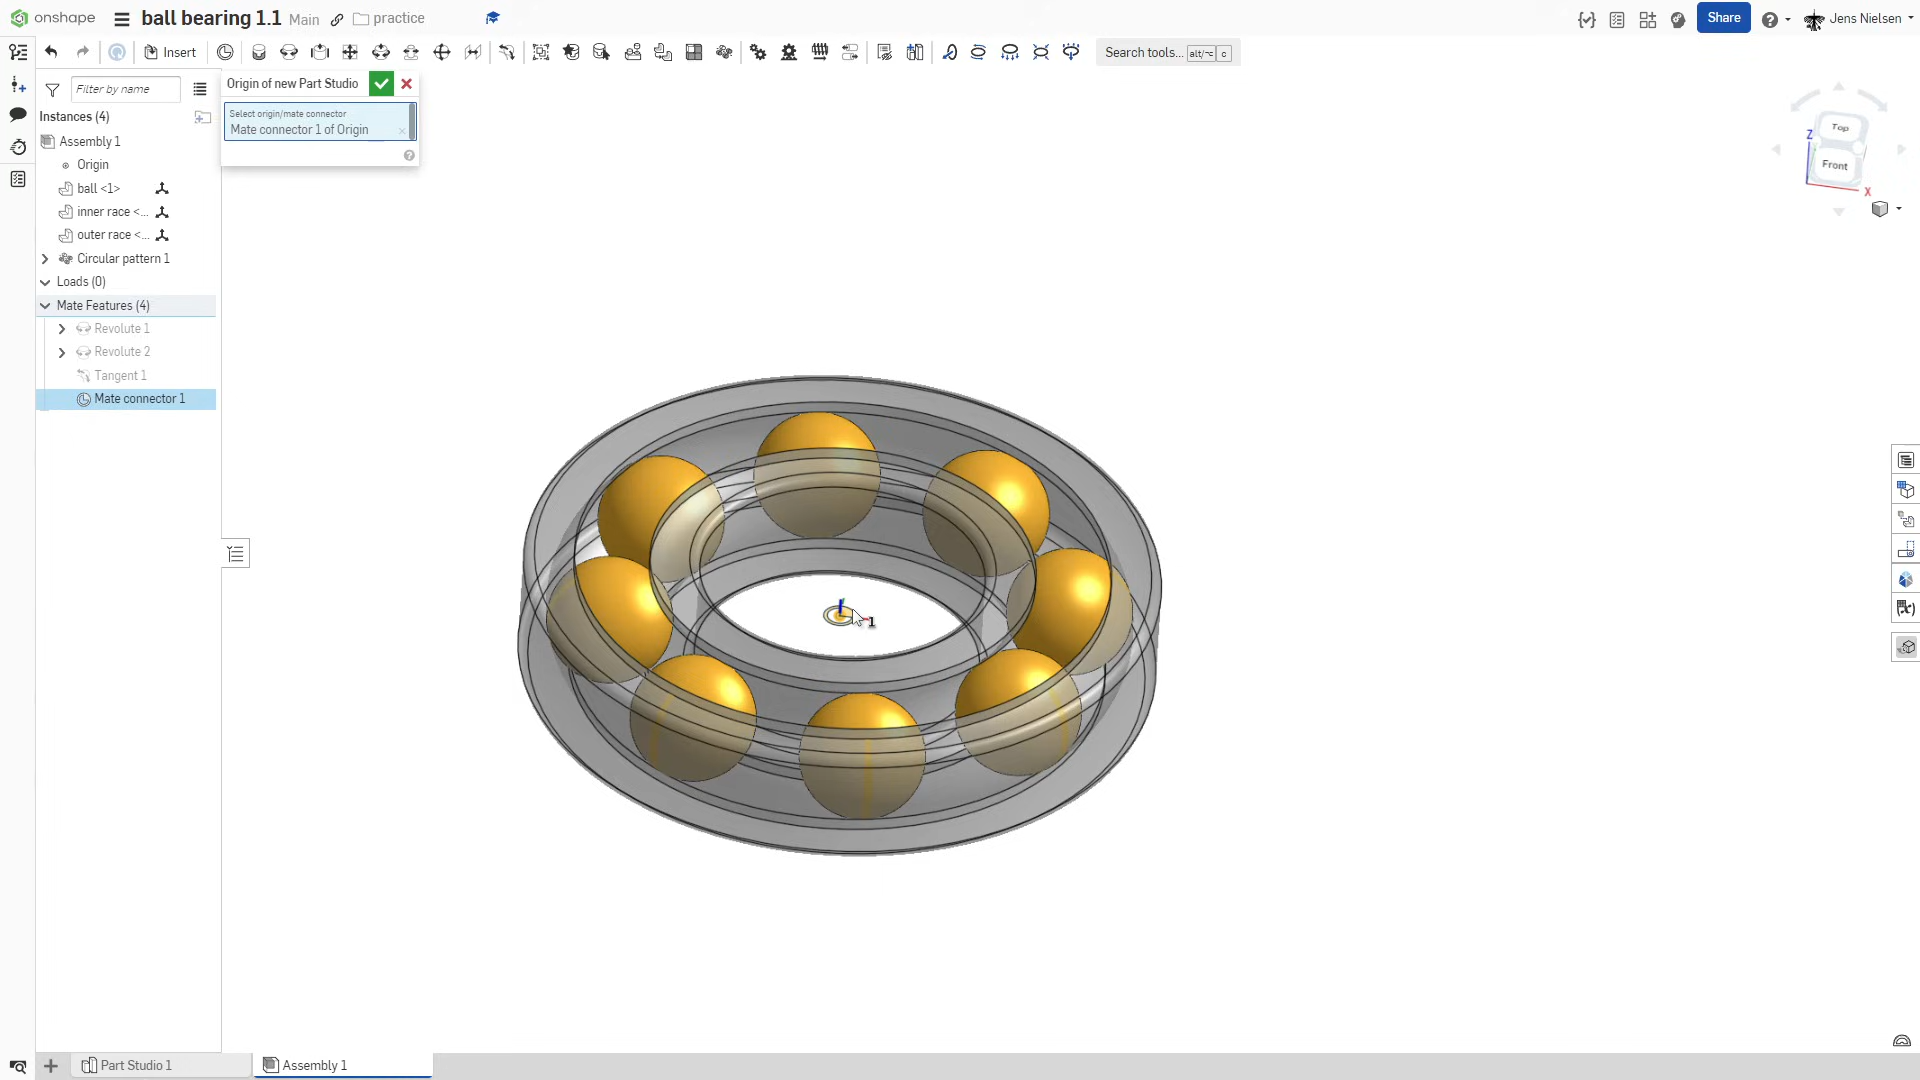 onshape
ball bearing 1.1 Main practice
Share
Jens Nielsen
Insert
Search tools... alt/⌥ c
Filter by name
Origin of new Part Studio
Select origin/mate connector
Mate connector 1 of Origin
Instances (4)
Assembly 1
Origin
ball <1>
inner race <...
outer race <...
Circular pattern 1
Loads (0)
Mate Features (4)
Revolute 1
Revolute 2
Tangent 1
Mate connector 1
Top
Front
Z
X
1
Part Studio 1
Assembly 1